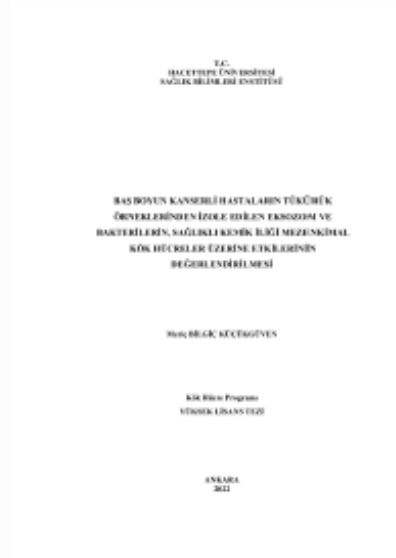 T.C.
HACETTEPE ÜNİVERSİTESİ
SAĞLIK BİLİMLERİ ENSTİTÜSÜ
BAŞ BOYUN KANSERLİ HASTALARIN TÜKÜRÜK
ÖRNEKLERİNDEN İZOLE EDİLEN EKSOZOM VE
BAKTERİLERİN, SAĞLIKLI KEMİK İLİĞİ MEZENKİMAL
KÖK HÜCRELER ÜZERİNE ETKİLERİNİN
DEĞERLENDİRİLMESİ
Meriç BİLGİÇ KÜÇÜKGÜVEN
Kök Hücre Programı
YÜKSEK LİSANS TEZİ
ANKARA
2022